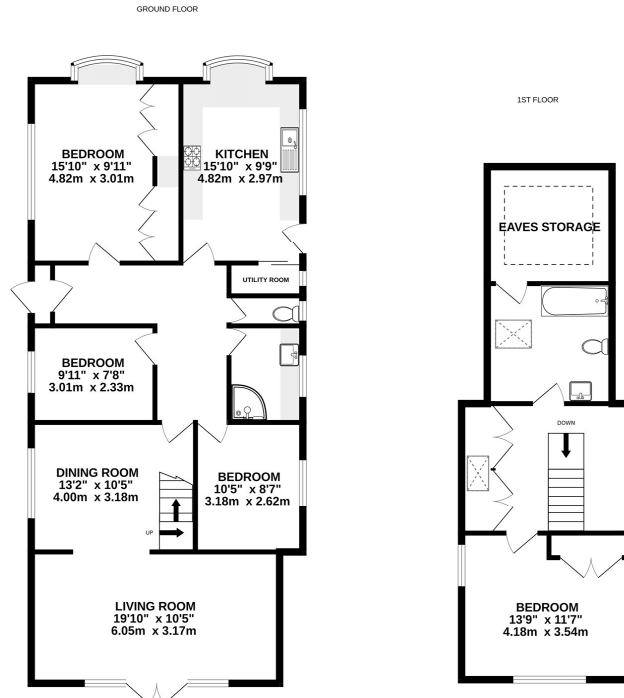 GROUND FLOOR
BEDROOM
15'10" x 9'11"
4.82m x 3.01m
KITCHEN
15'10" x 9'9"
4.82m x 2.97m
UTILITY ROOM
BEDROOM
9'11" x 7'8"
3.01m x 2.33m
DINING ROOM
13'2" x 10'5"
4.00m x 3.18m
UP
BEDROOM
10'5" x 8'7"
3.18m x 2.62m
LIVING ROOM
19'10" x 10'5"
6.05m x 3.17m
1ST FLOOR
EAVES STORAGE
DOWN
BEDROOM
13'9" x 11'7"
4.18m x 3.54m